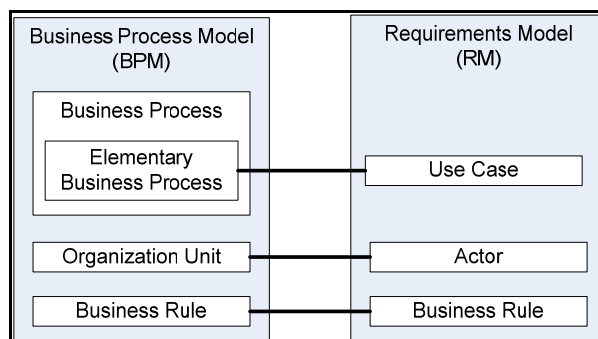 Business Process Model
(BPM)
Business Process
Elementary
Business Process
Organization Unit
Business Rule
Requirements Model
(RM)
Use Case
Actor
Business Rule